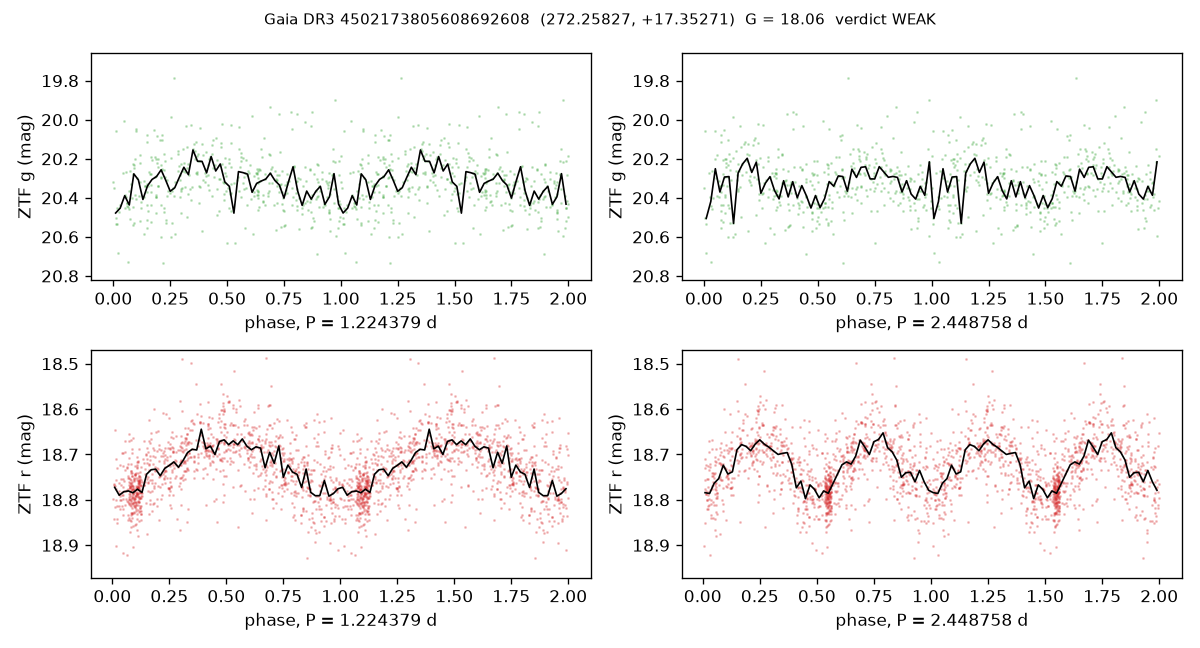 Gaia DR3 4502173805608692608  (272.25827, +17.35271)  G = 18.06  verdict WEAK
ZTF g (mag)
19.8
20.0
20.2
20.4
20.6
20.8
0.00 0.25 0.50 0.75 1.00 1.25 1.50 1.75 2.00
phase, P = 1.224379 d
ZTF g (mag)
19.8
20.0
20.2
20.4
20.6
20.8
0.00 0.25 0.50 0.75 1.00 1.25 1.50 1.75 2.00
phase, P = 2.448758 d
ZTF r (mag)
18.5
18.6
18.7
18.8
18.9
0.00 0.25 0.50 0.75 1.00 1.25 1.50 1.75 2.00
phase, P = 1.224379 d
ZTF r (mag)
18.5
18.6
18.7
18.8
18.9
0.00 0.25 0.50 0.75 1.00 1.25 1.50 1.75 2.00
phase, P = 2.448758 d